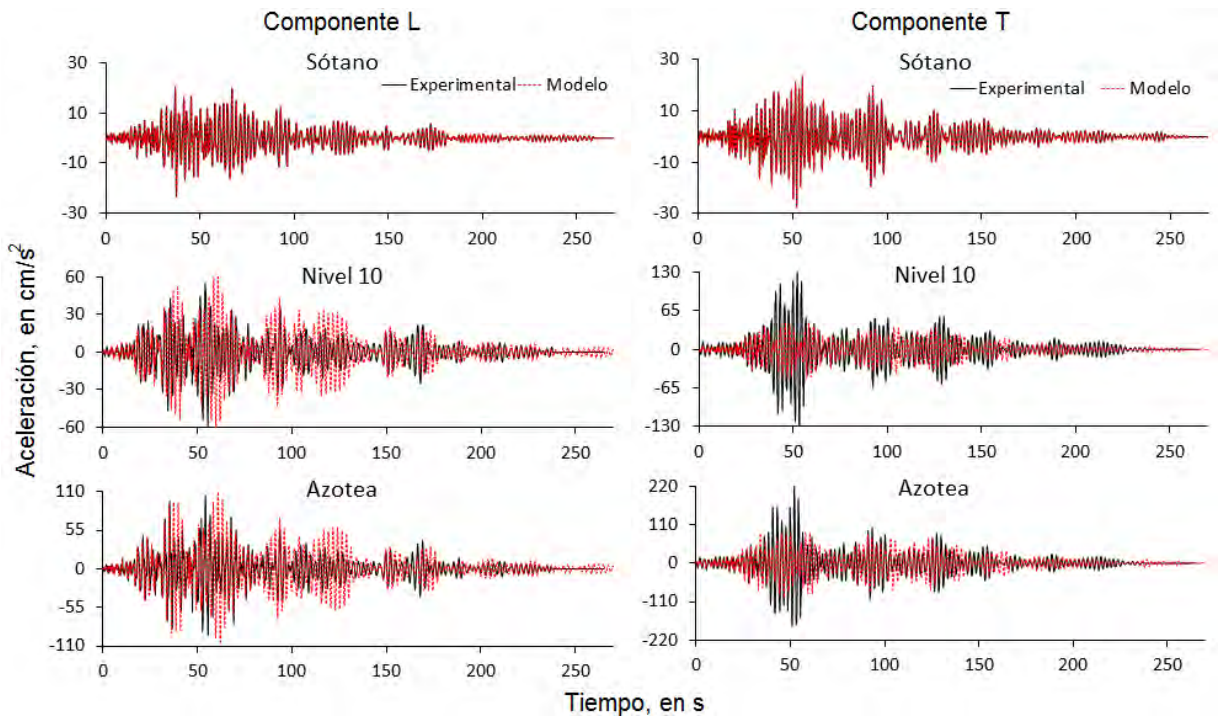 Componente L
Componente T
Sótano
Experimental Modelo
30
10
-10
-30
0 50 100 150 200 250
Sótano
Experimental Modelo
30
10
-10
-30
0 50 100 150 200 250
Aceleración, en cm/s²
Nivel 10
60
30
0
-30
-60
0 50 100 150 200 250
Nivel 10
130
65
0
-65
-130
0 50 100 150 200 250
Azotea
110
55
0
-55
-110
0 50 100 150 200 250
Azotea
220
110
0
-110
-220
0 50 100 150 200 250
Tiempo, en s